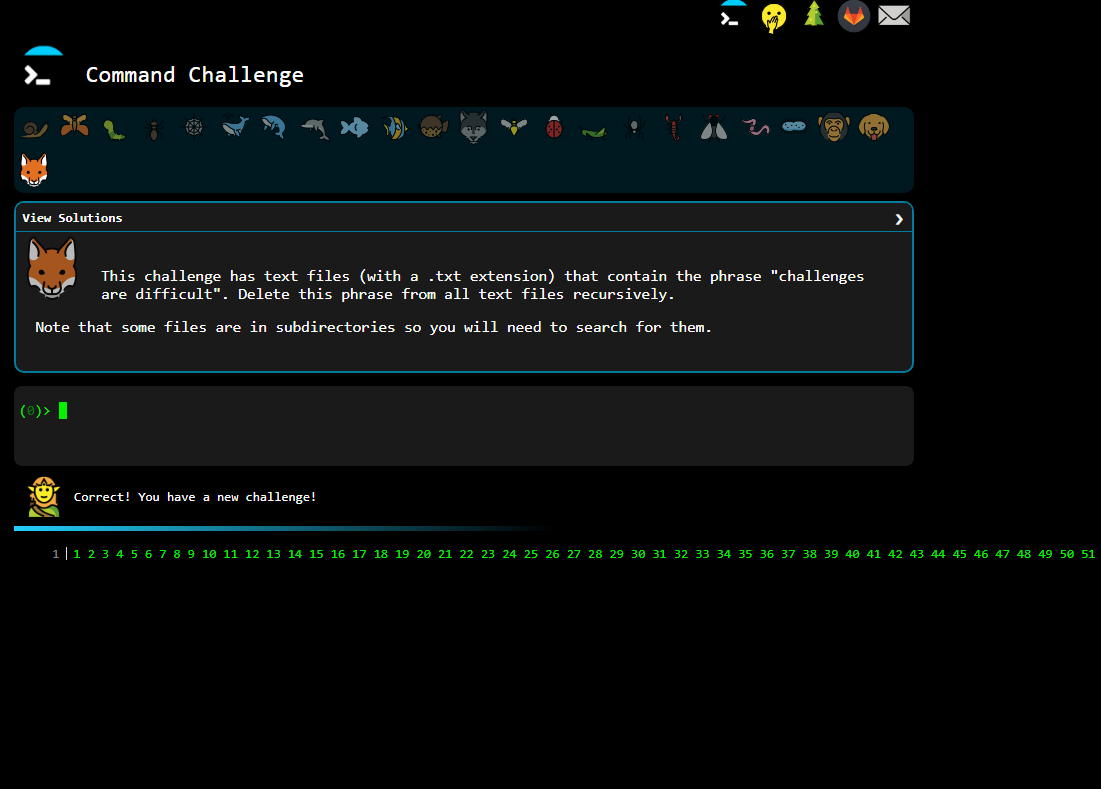 Command Challenge
View Solutions
This challenge has text files (with a .txt extension) that contain the phrase "challenges
are difficult". Delete this phrase from all text files recursively.
Note that some files are in subdirectories so you will need to search for them.
(0)>
Correct! You have a new challenge!
1 1 2 3 4 5 6 7 8 9 10 11 12 13 14 15 16 17 18 19 20 21 22 23 24 25 26 27 28 29 30 31 32 33 34 35 36 37 38 39 40 41 42 43 44 45 46 47 48 49 50 51